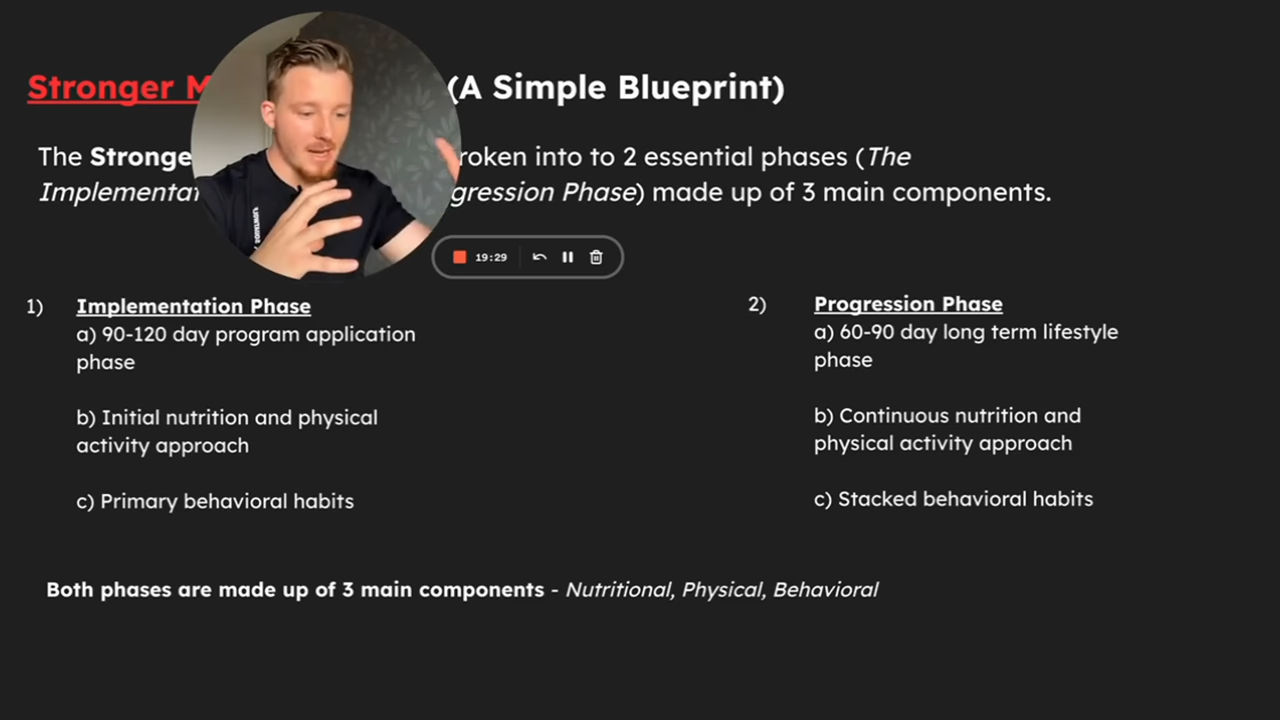 Stronger M (A Simple Blueprint)
The Stronge roken into to 2 essential phases (The
Implementat gression Phase) made up of 3 main components.
19:29
1) Implementation Phase
a) 90-120 day program application
phase
b) Initial nutrition and physical
activity approach
c) Primary behavioral habits
2) Progression Phase
a) 60-90 day long term lifestyle
phase
b) Continuous nutrition and
physical activity approach
c) Stacked behavioral habits
Both phases are made up of 3 main components - Nutritional, Physical, Behavioral